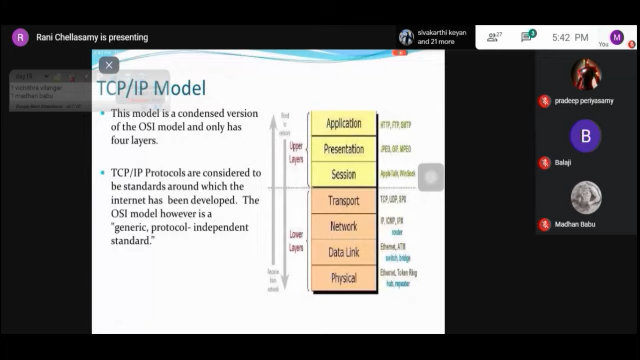 R Rani Chellasamy is presenting
sivakarthi keyan
and 21 more
27
3
5:42 PM
You
M
TCP/IP Model
• This model is a condensed version
of the OSI model and only has
four layers.
• TCP/IP Protocols are considered to
be standards around which the
internet has been developed. The
OSI model however is a
"generic, protocol- independent
standard."
Upper
Layers
Lower
Layers
Application
Presentation
Session
Transport
Network
Data Link
Physical
HTTP, FTP, SMTP
JPEG, GIF, MPEG
AppleTalk, WinSock
TCP, UDP, SPX
IP, ICMP, IPX
router
Ethernet, ATM
switch, bridge
Ethernet, Token Ring
hub, repeater
pradeep periyasamy
B
Balaji
Madhan Babu